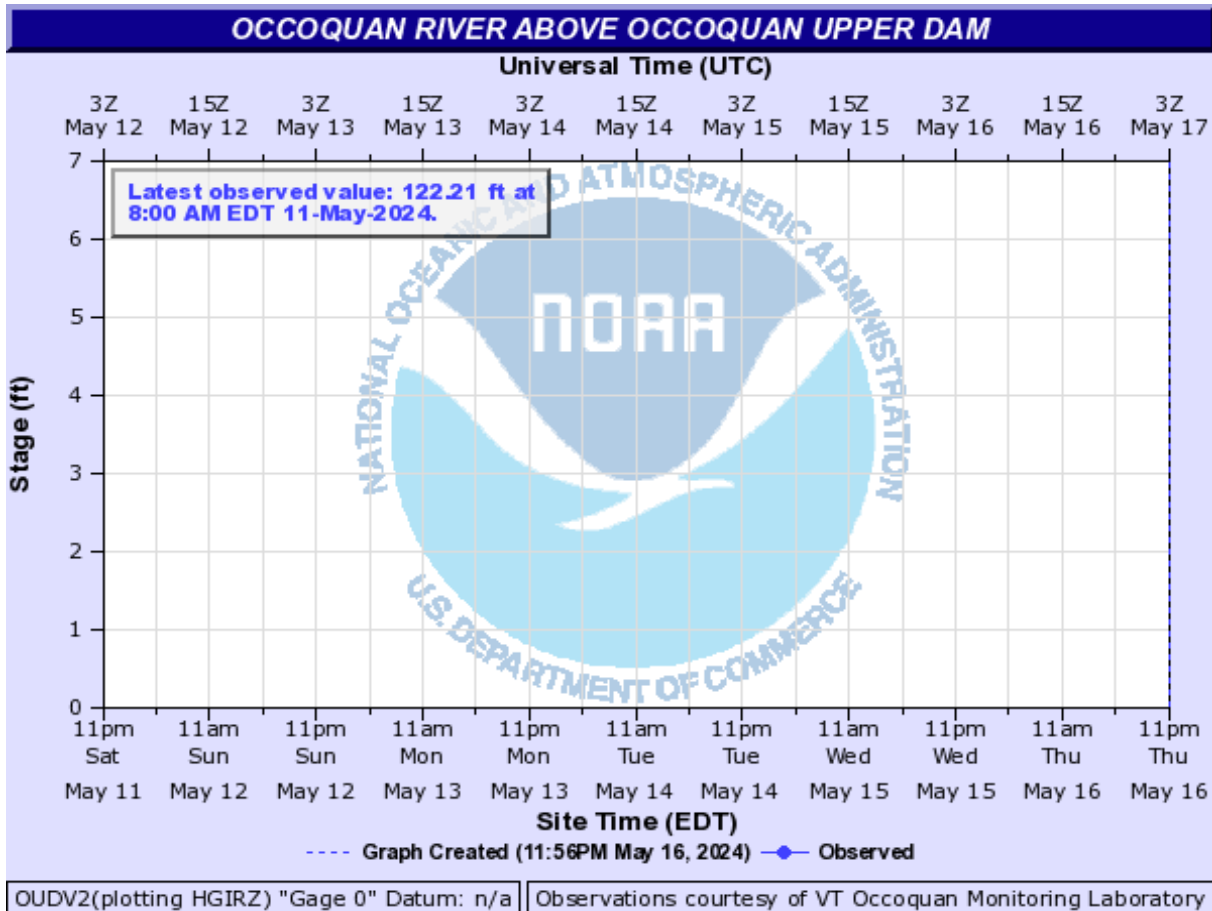 OCCOQUAN RIVER ABOVE OCCOQUAN UPPER DAM
Universal Time (UTC)
3Z 15Z 3Z 15Z 3Z 15Z 3Z 15Z 3Z 15Z 3Z
May 12 May 12 May 13 May 13 May 14 May 14 May 15 May 15 May 16 May 16 May 17
Latest observed value: 122.21 ft at
8:00 AM EDT 11-May-2024.
NATIONAL OCEANIC AND ATMOSPHERIC ADMINISTRATION
NOAA
U.S. DEPARTMENT OF COMMERCE
Stage (ft)
7
6
5
4
3
2
1
0
11pm 11am 11pm 11am 11pm 11am 11pm 11am 11pm 11am 11pm
Sat Sun Sun Mon Mon Tue Tue Wed Wed Thu Thu
May 11 May 12 May 12 May 13 May 13 May 14 May 14 May 15 May 15 May 16 May 16
Site Time (EDT)
Graph Created (11:56PM May 16, 2024) Observed
OUDV2(plotting HGIRZ) "Gage 0" Datum: n/a Observations courtesy of VT Occoquan Monitoring Laboratory